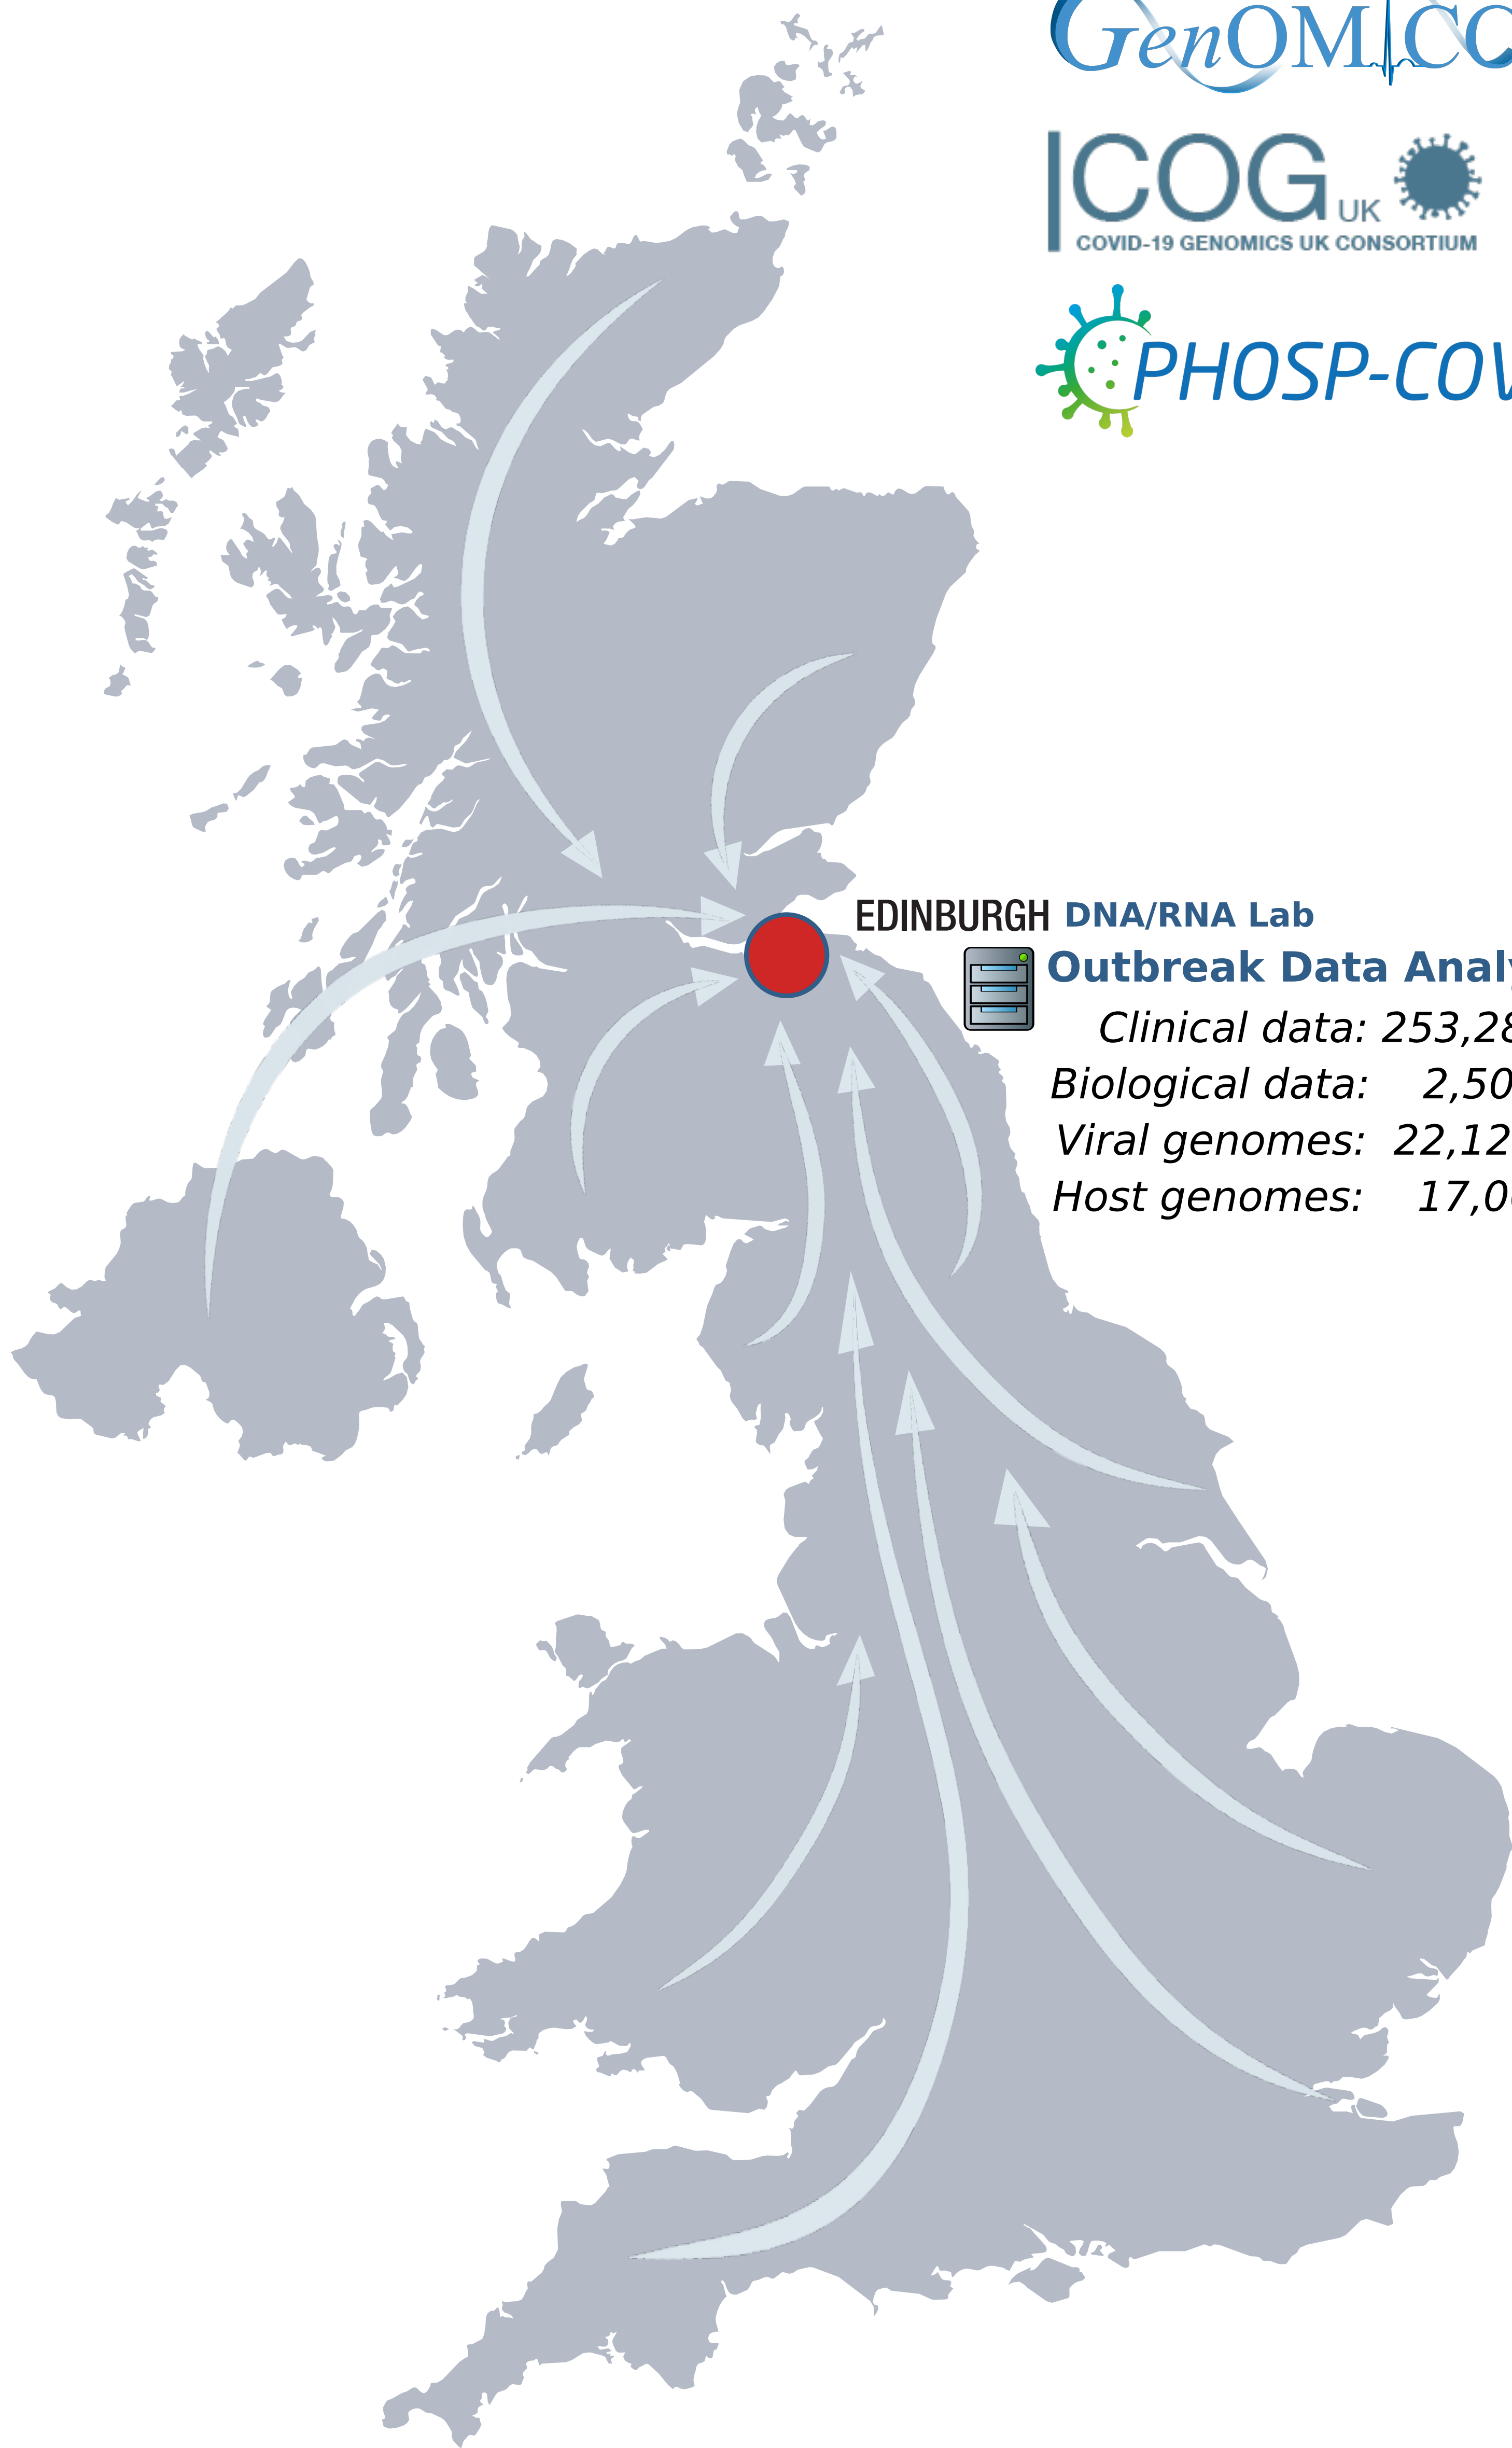 GenOMICC
COG UK
COVID-19 GENOMICS UK CONSORTIUM
PHOSP-COV
EDINBURGH DNA/RNA Lab
Outbreak Data Analy
Clinical data: 253,28
Biological data: 2,50
Viral genomes: 22,12
Host genomes: 17,0